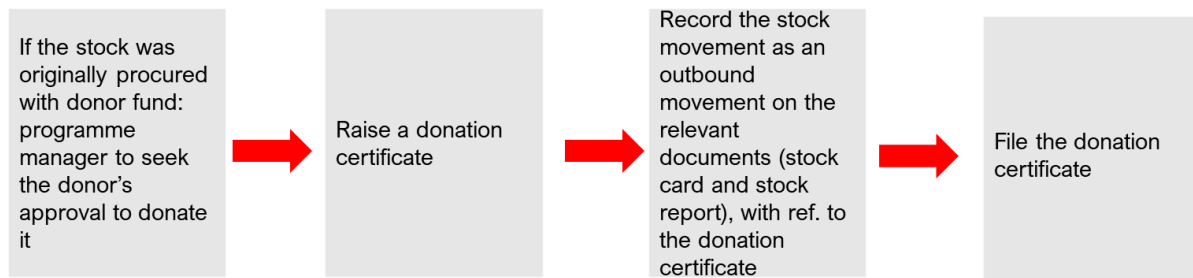 If the stock was
originally procured
with donor fund:
programme
manager to seek
the donor's
approval to donate
it
Raise a donation
certificate
Record the stock
movement as an
outbound
movement on the
relevant
documents (stock
card and stock
report), with ref. to
the donation
certificate
File the donation
certificate